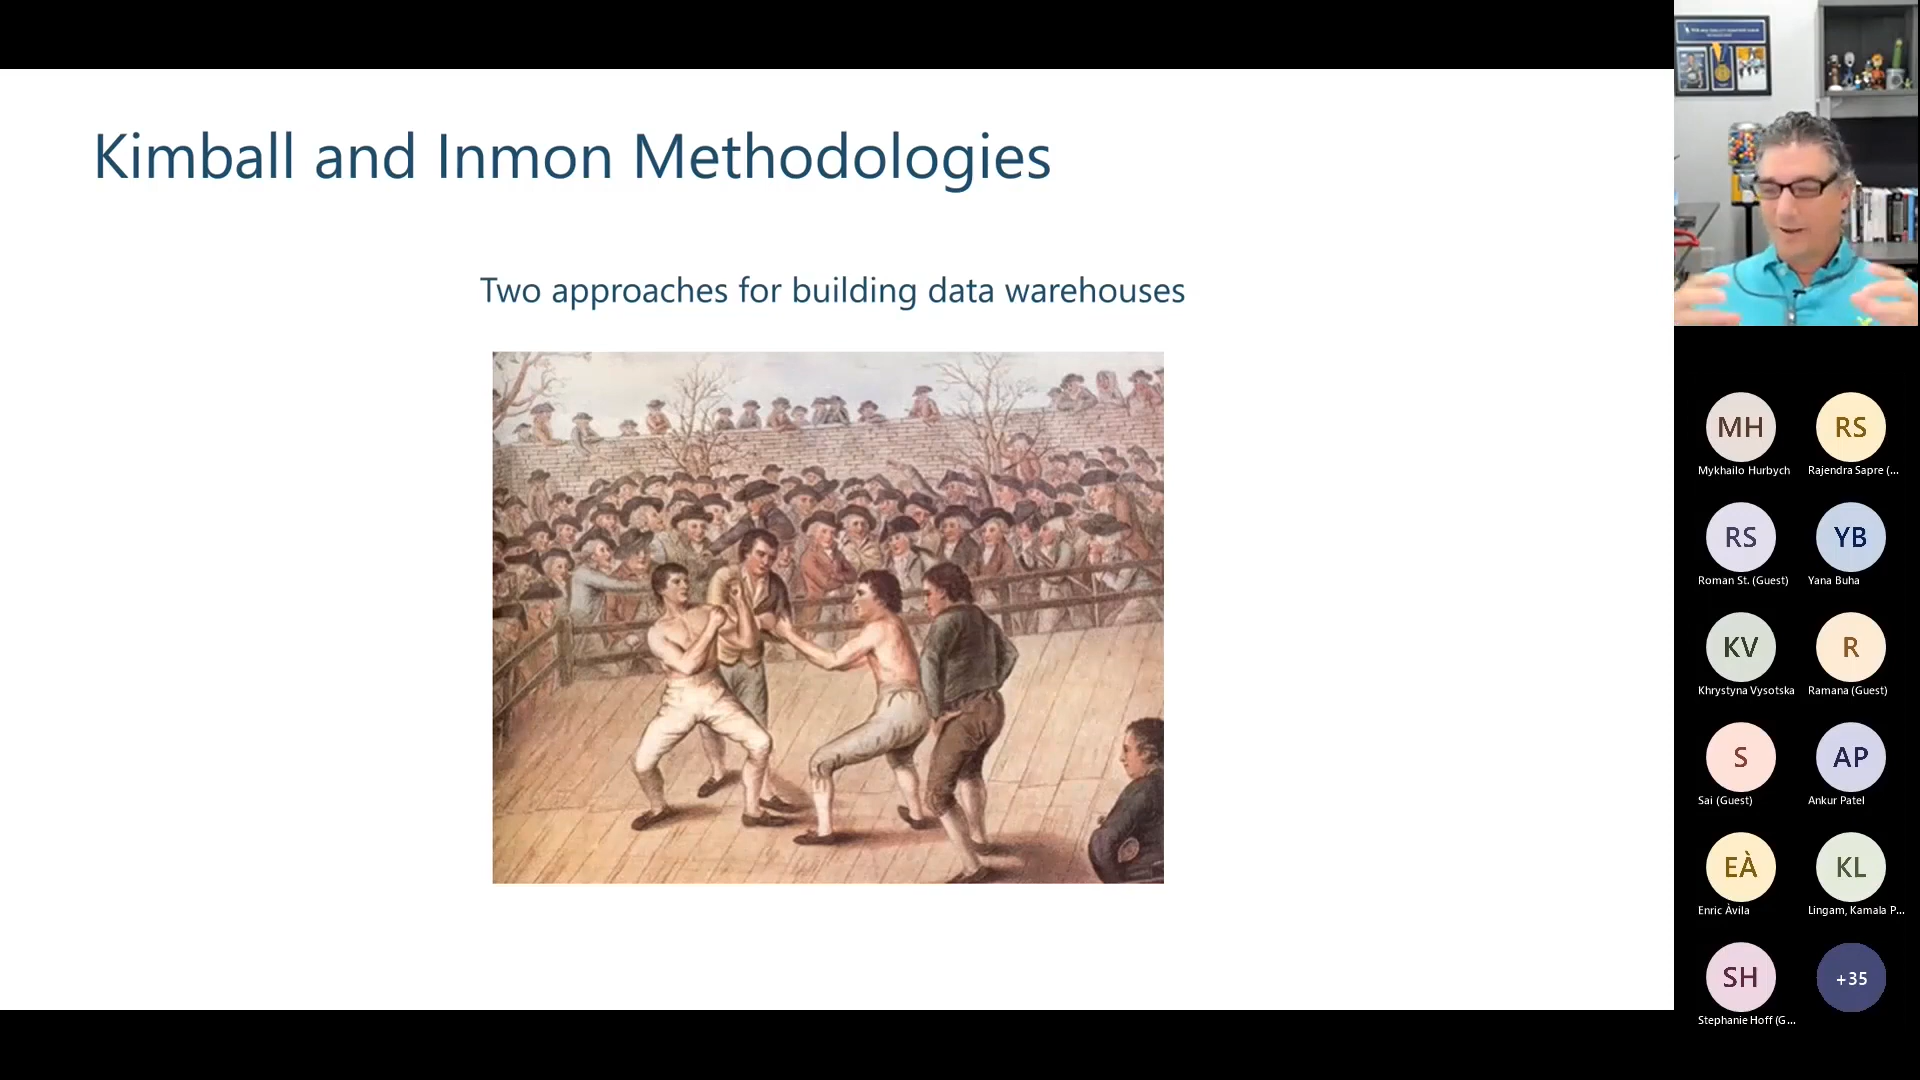 Kimball and Inmon Methodologies
Two approaches for building data warehouses
MH
Mykhailo Hurbych
RS
Rajendra Sapre (...
RS
Roman St. (Guest)
YB
Yana Buha
KV
Khrystyna Vysotska
R
Ramana (Guest)
S
Sai (Guest)
AP
Ankur Patel
EÀ
Enric Àvila
KL
Lingam, Kamala P...
SH
Stephanie Hoff (G...
+35